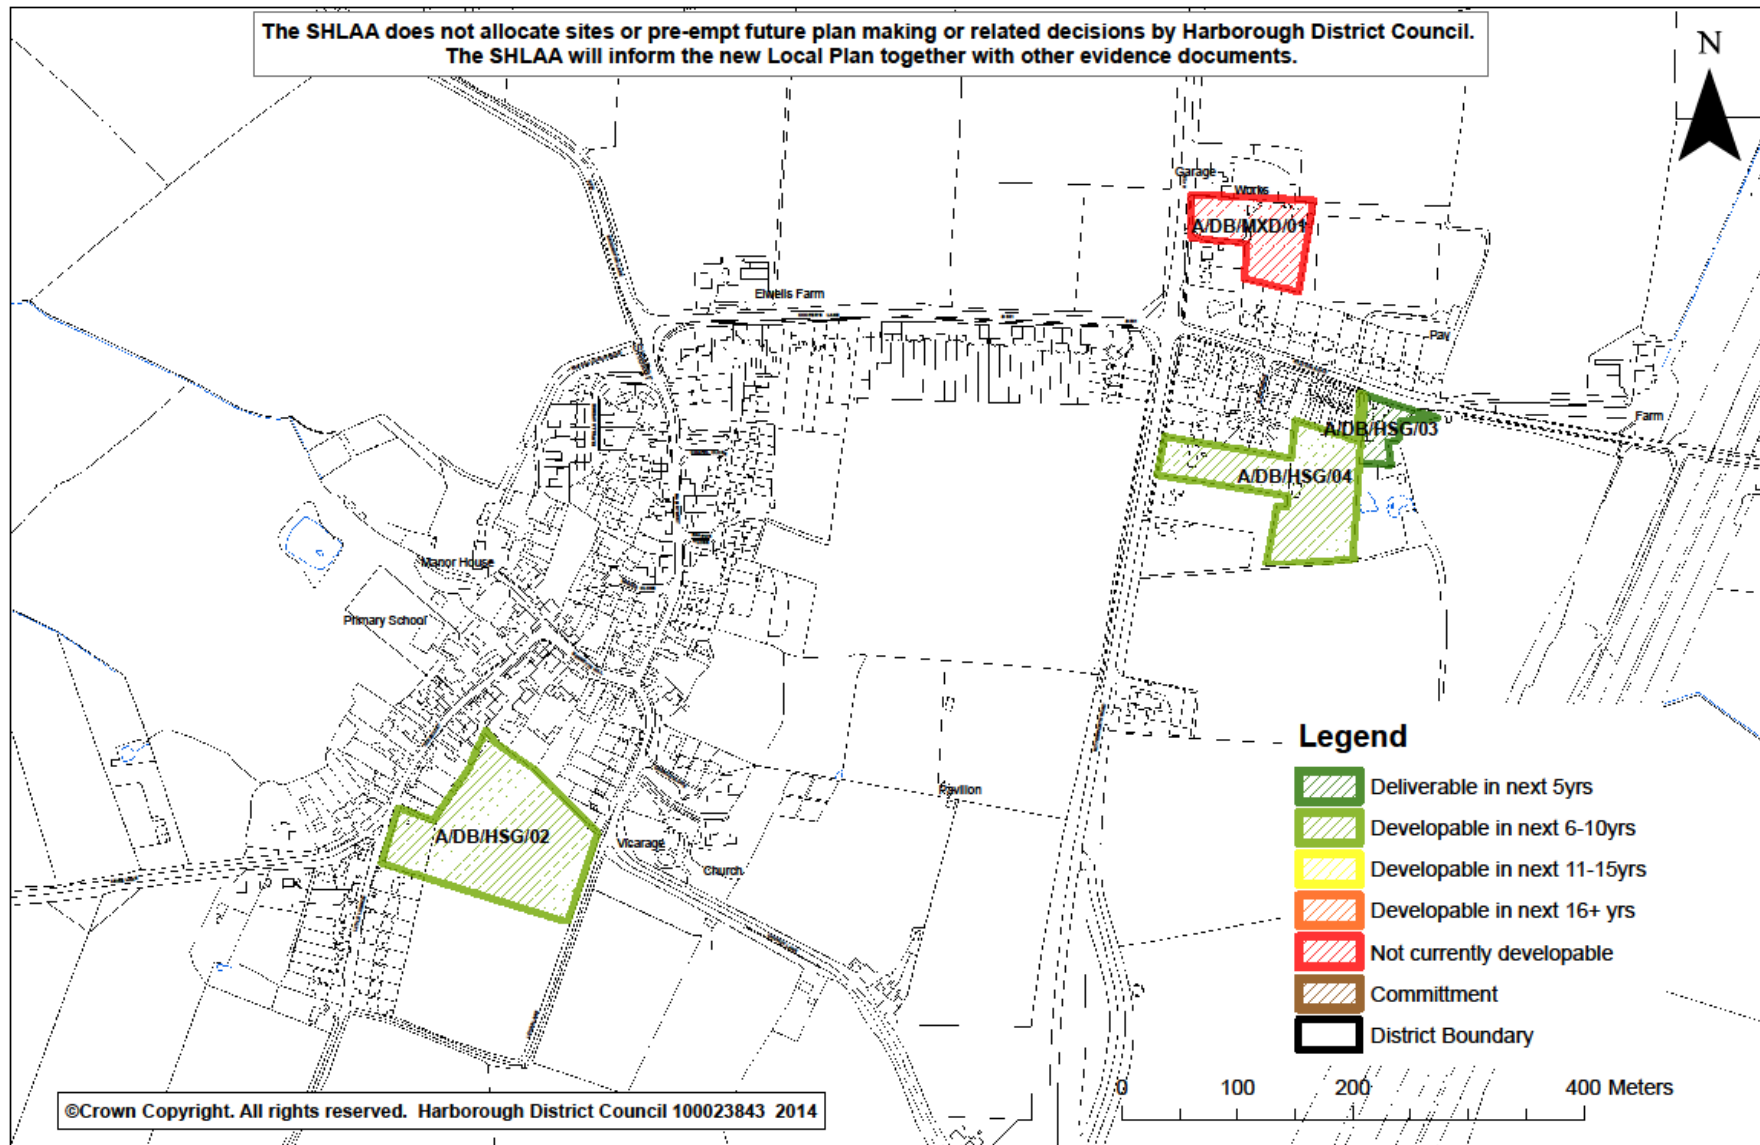 The SHLAA does not allocate sites or pre-empt future plan making or related decisions by Harborough District Council.
The SHLAA will inform the new Local Plan together with other evidence documents.
N
Garage
Works
A/DB/MXD/01
Elwells Farm
Pav
Farm
A/DB/HSG/03
A/DB/HSG/04
Manor House
Primary School
Pavilion
A/DB/HSG/02
Vicarage
Church
Legend
Deliverable in next 5yrs
Developable in next 6-10yrs
Developable in next 11-15yrs
Developable in next 16+ yrs
Not currently developable
Committment
District Boundary
0 100 200 400 Meters
©Crown Copyright. All rights reserved. Harborough District Council 100023843 2014